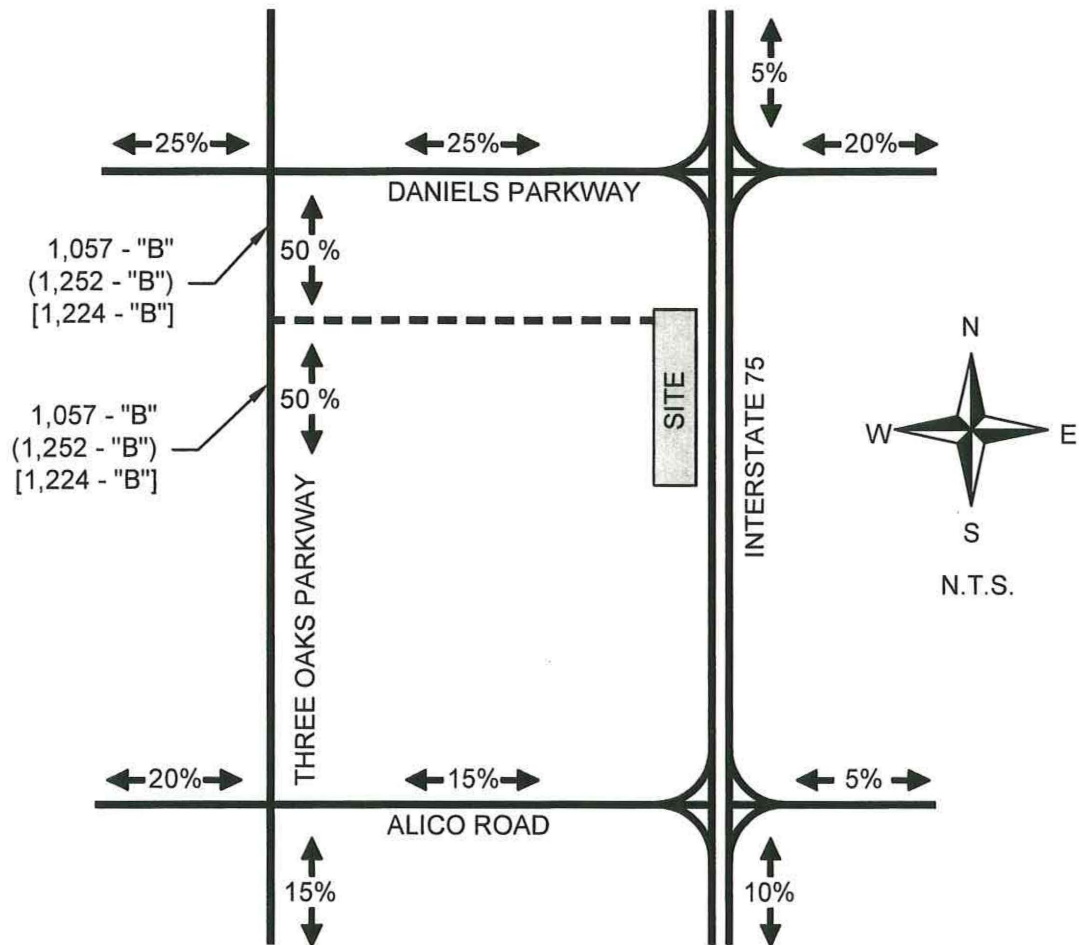 5%
25%
25%
20%
DANIELS PARKWAY
1,057 - "B"
(1,252 - "B")
[1,224 - "B"]
50 %
N
W
E
S
N.T.S.
SITE
INTERSTATE 75
50%
1,057 - "B"
(1,252 - "B")
[1,224 - "B"]
THREE OAKS PARKWAY
20%
15%
5%
ALICO ROAD
15%
10%